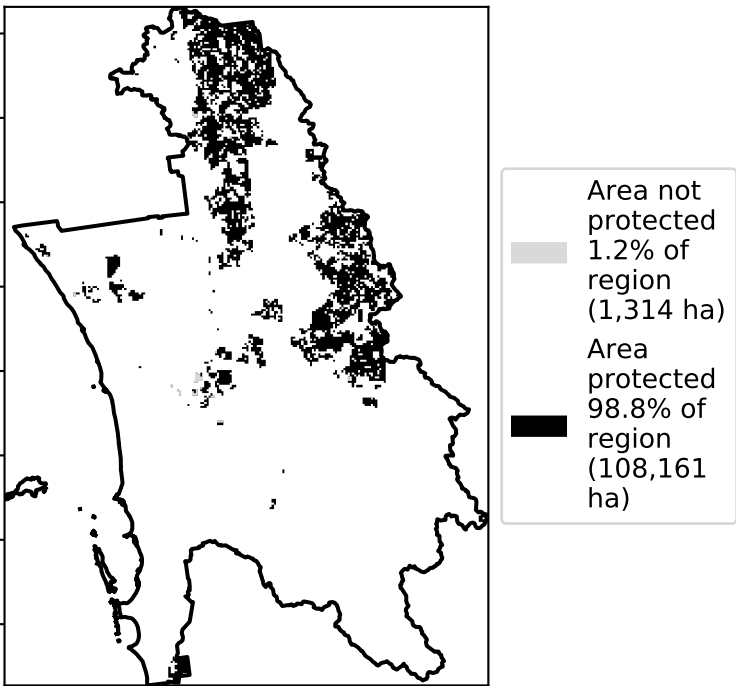 Area not
protected
1.2% of
region
(1,314 ha)
Area
protected
98.8% of
region
(108,161
ha)